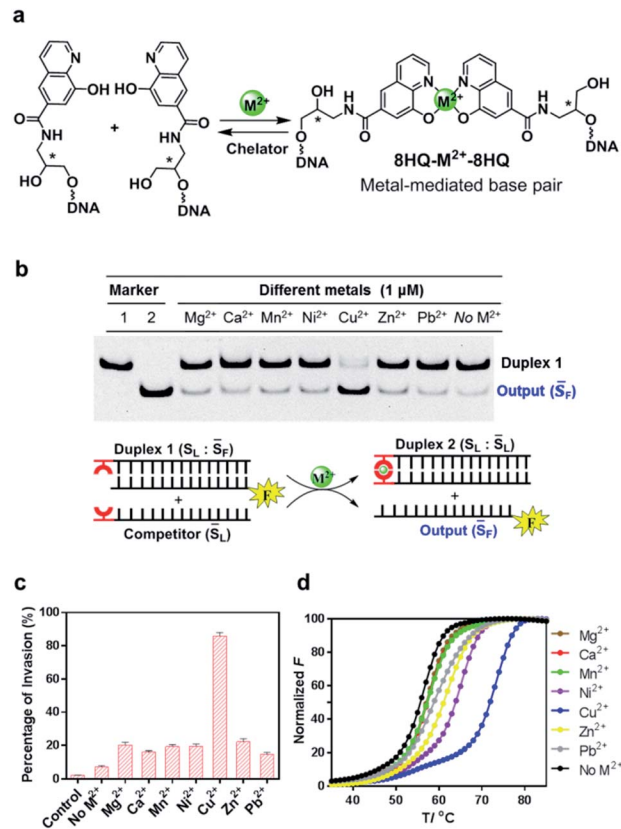 a
N
OH
O
NH
HO
*
O
DNA
+
N
HO
O
HN
*
HO
O
DNA
M2+
Chelator
OH
H
N
*
O
DNA
O
N
O
M2+
N
O
O
H
N
OH
*
O
DNA
8HQ-M2+-8HQ
Metal-mediated base pair
b
Marker Different metals (1 µM)
1 2 Mg2+ Ca2+ Mn2+ Ni2+ Cu2+ Zn2+ Pb2+ No M2+
Duplex 1
Output (S̄F)
Duplex 1 (SL : S̄F)
+
F
Competitor (S̄L)
M2+
Duplex 2 (SL : S̄L)
+
F
Output (S̄F)
c
Percentage of Invasion (%)
100
80
60
40
20
0
Control No M2+ Mg2+ Ca2+ Mn2+ Ni2+ Cu2+ Zn2+ Pb2+
d
Normalized F
100
80
60
40
20
0
40 50 60 70 80
T/ °C
Mg2+
Ca2+
Mn2+
Ni2+
Cu2+
Zn2+
Pb2+
No M2+